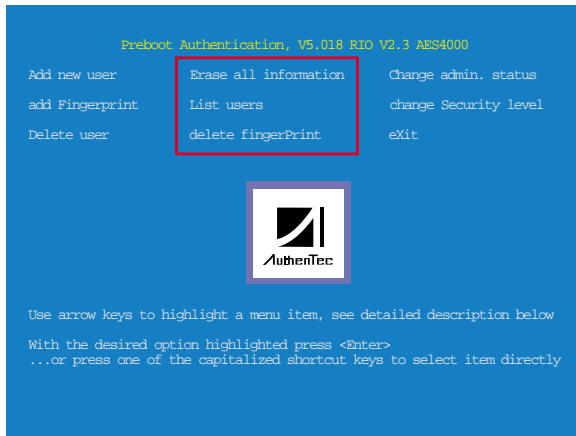 Preboot Authentication, V5.018 RIO V2.3 AES4000
Add new user Erase all information Change admin. status
add Fingerprint List users change Security level
Delete user delete fingerPrint eXit
AuthenTec
Use arrow keys to highlight a menu item, see detailed description below
With the desired option highlighted press <Enter>
...or press one of the capitalized shortcut keys to select item directly